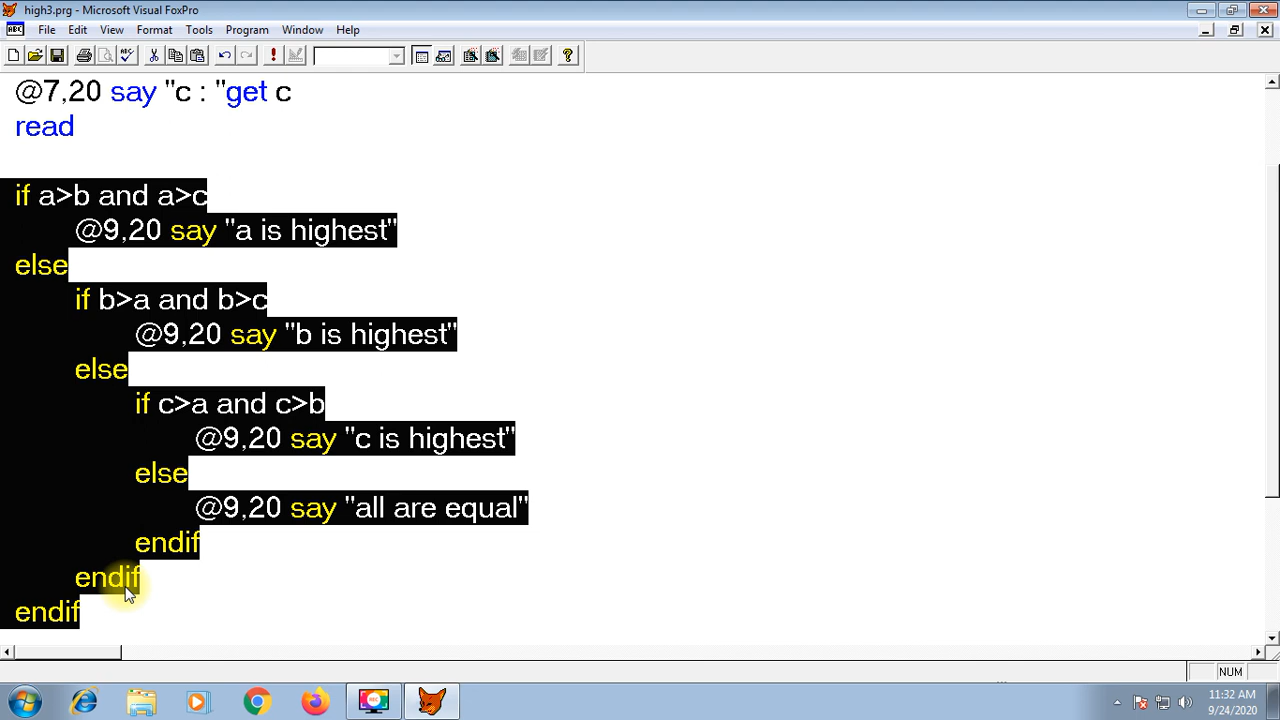 high3.prg - Microsoft Visual FoxPro
File Edit View Format Tools Program Window Help
@7,20 say "c : "get c
read
if a>b and a>c
@9,20 say "a is highest"
else
if b>a and b>c
@9,20 say "b is highest"
else
if c>a and c>b
@9,20 say "c is highest"
else
@9,20 say "all are equal"
endif
endif
endif
NUM
11:32 AM
9/24/2020